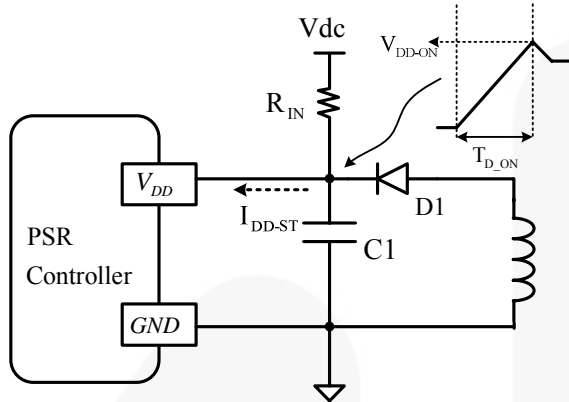 Vdc
V_DD-ON
R_IN
T_D_ON
V_DD
I_DD-ST
D1
PSR
Controller
C1
GND